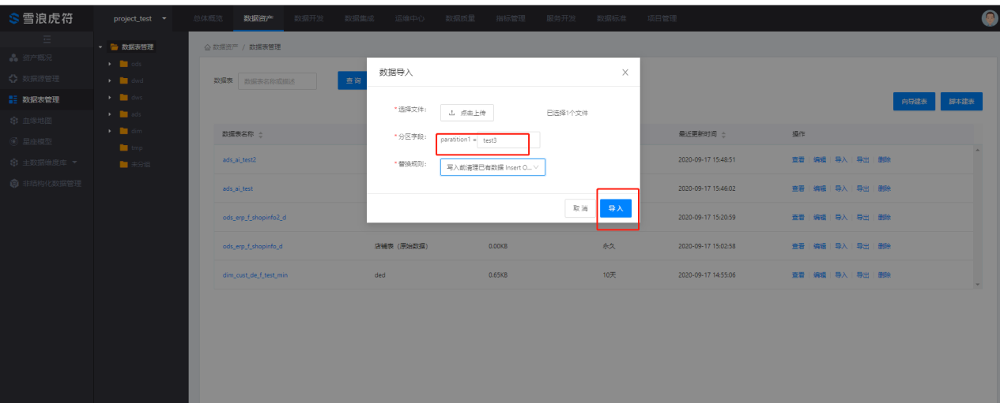 雪浪虎符
project_test
总体概览 数据资产 数据开发 数据集成 运维中心 数据质量 指标管理 服务开发 数据标准 项目管理
资产概况
数据源管理
数据表管理
血缘地图
星座模型
主数据维度库
非结构化数据管理
数据表管理
ods
dwd
dws
ads
dim
tmp
未分组
数据资产 / 数据表管理
数据表 数据表名称或描述 查询
向导建表 脚本建表
数据导入
*选择文件: 点击上传 已选择1个文件
*分区字段: paratition1 = test3
*替换规则: 写入前清理已有数据 Insert O...
取消 导入
数据表名称 最近更新时间 操作
ads_ai_test2 2020-09-17 15:48:51 查看 编辑 导入 导出 删除
ads_ai_test 2020-09-17 15:46:02 查看 编辑 导入 导出 删除
ods_erp_f_shopinfo2_d 2020-09-17 15:20:59 查看 编辑 导入 导出 删除
ods_erp_f_shopinfo_d 店铺表（原始数据） 0.00KB 永久 2020-09-17 15:02:58 查看 编辑 导入 导出 删除
dim_cust_de_f_test_min ded 0.65KB 10天 2020-09-17 14:55:06 查看 编辑 导入 导出 删除